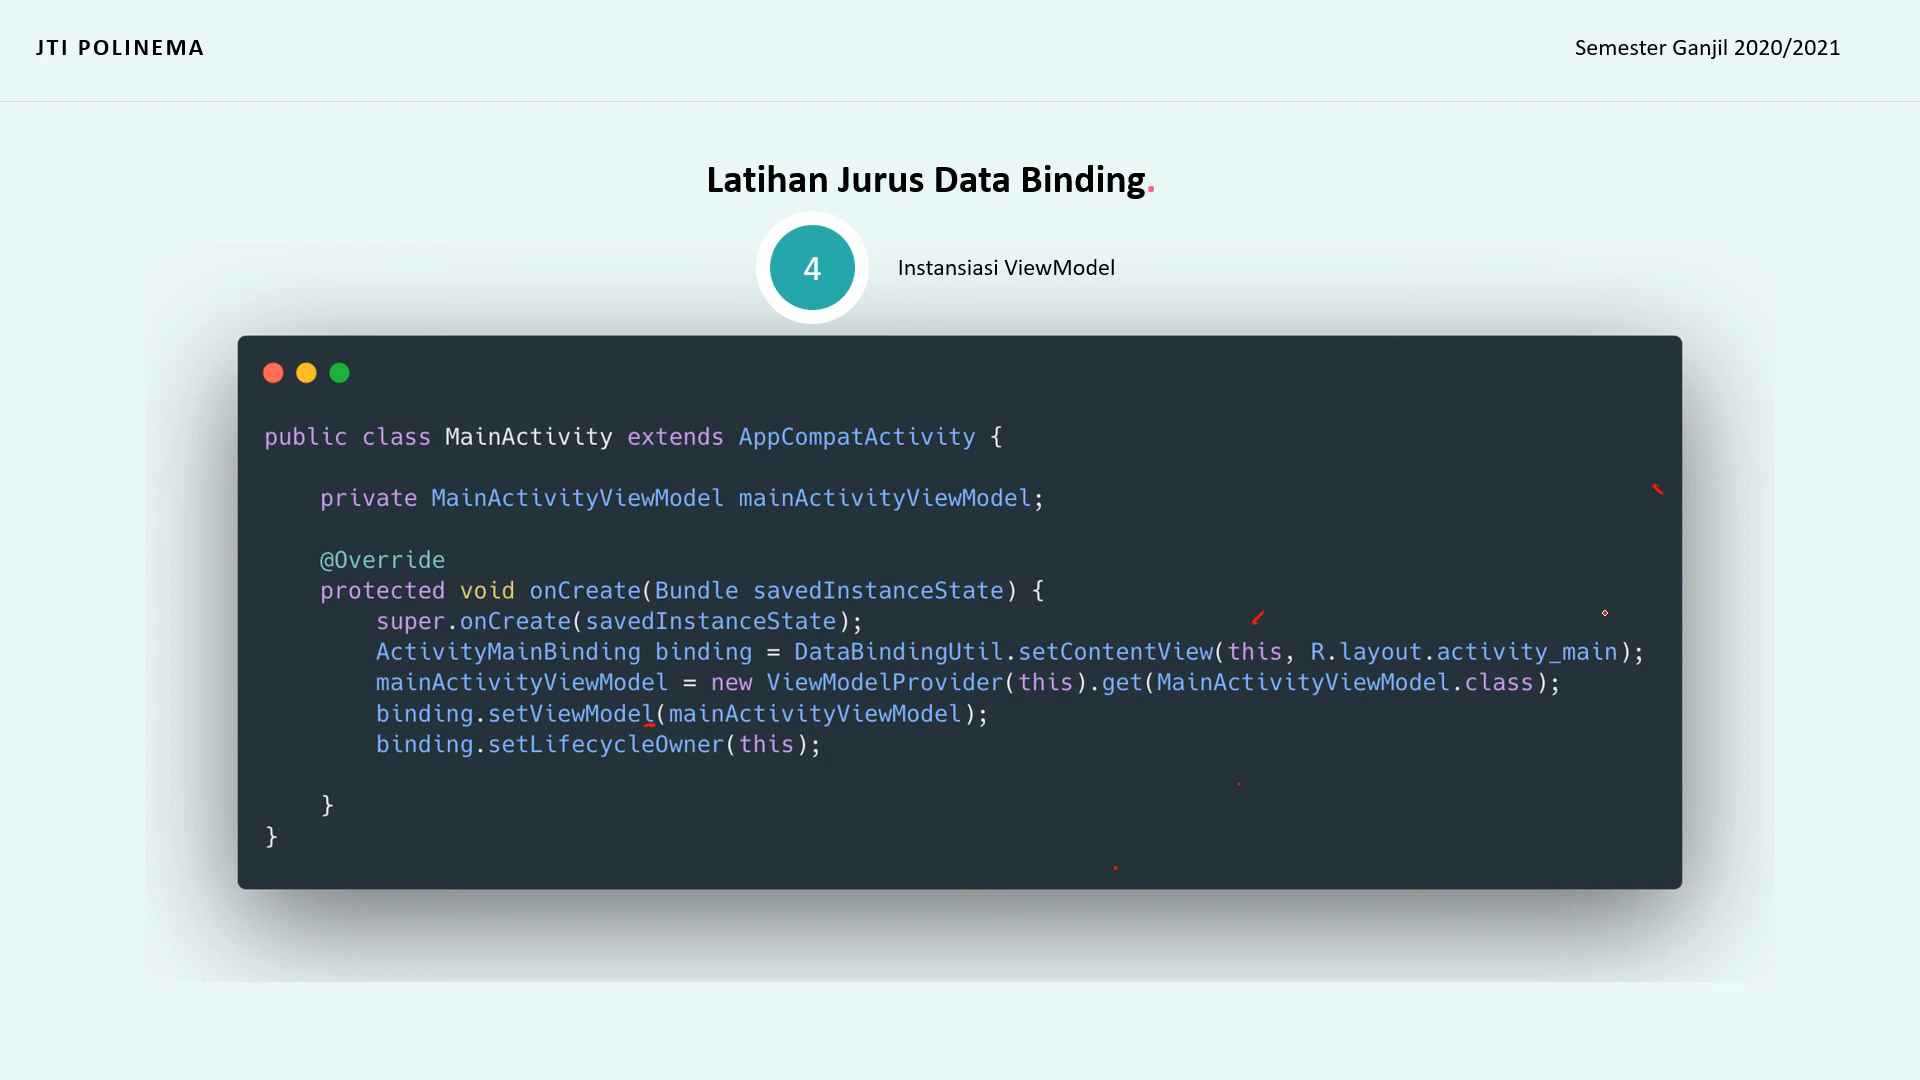 JTI POLINEMA
Semester Ganjil 2020/2021
Latihan Jurus Data Binding.
4
Instansiasi ViewModel
public class MainActivity extends AppCompatActivity {
    private MainActivityViewModel mainActivityViewModel;
    @Override
    protected void onCreate(Bundle savedInstanceState) {
        super.onCreate(savedInstanceState);
        ActivityMainBinding binding = DataBindingUtil.setContentView(this, R.layout.activity_main);
        mainActivityViewModel = new ViewModelProvider(this).get(MainActivityViewModel.class);
        binding.setViewModel(mainActivityViewModel);
        binding.setLifecycleOwner(this);
    }
}